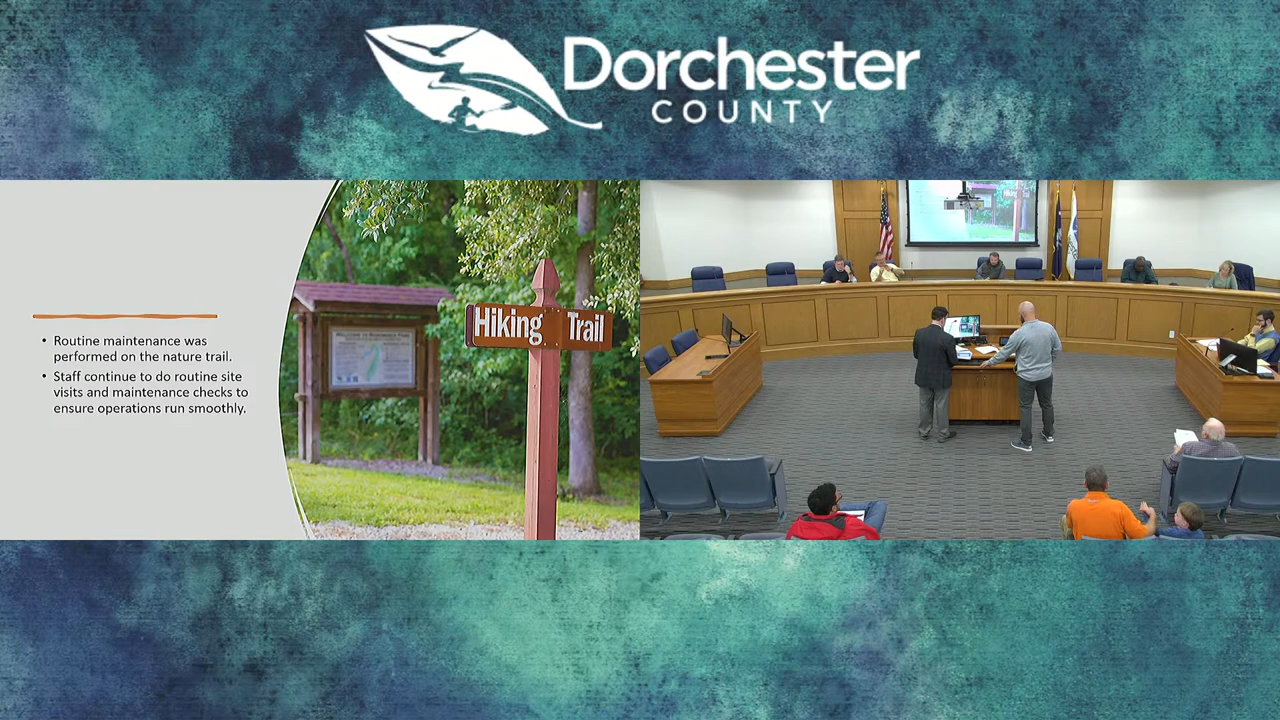 Dorchester
COUNTY
• Routine maintenance was
performed on the nature trail.
• Staff continue to do routine site
visits and maintenance checks to
ensure operations run smoothly.
Hiking Trail